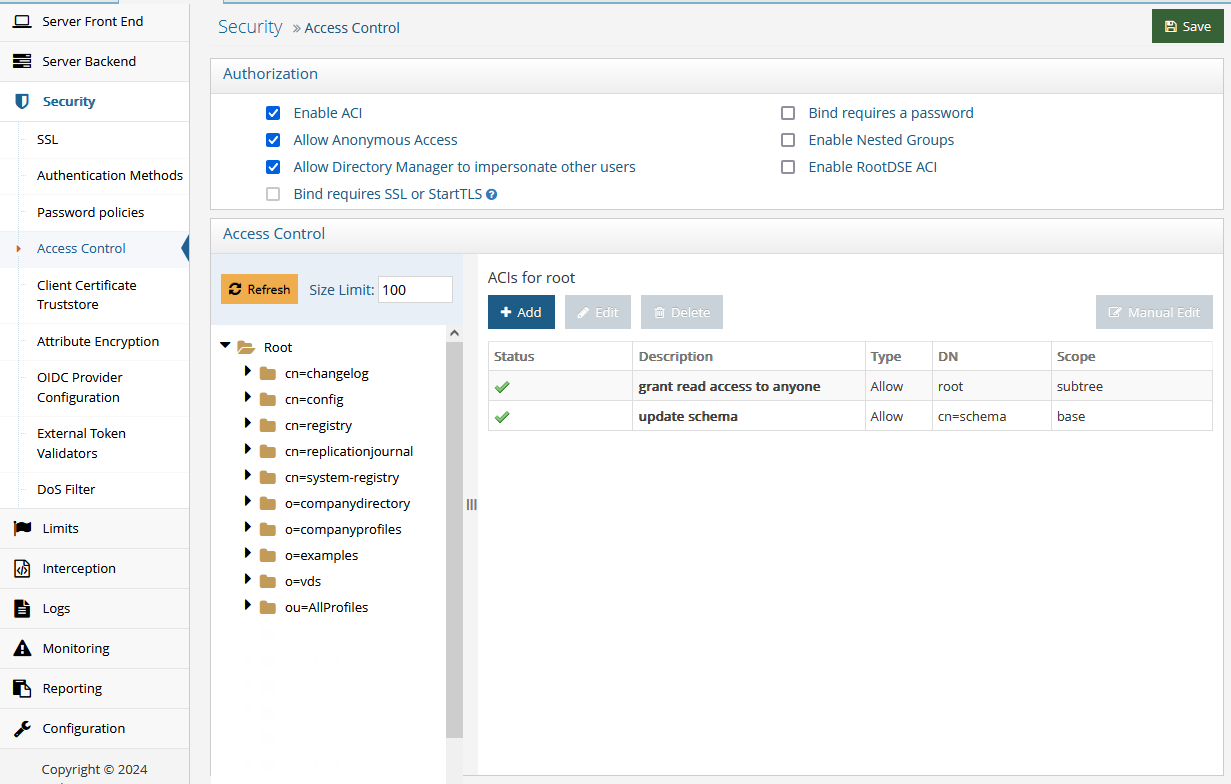 Server Front End
Server Backend
Security
SSL
Authentication Methods
Password policies
Access Control
Client Certificate
Truststore
Attribute Encryption
OIDC Provider
Configuration
External Token
Validators
DoS Filter
Limits
Interception
Logs
Monitoring
Reporting
Configuration
Copyright © 2024
Security » Access Control
Save
Authorization
Enable ACI
Allow Anonymous Access
Allow Directory Manager to impersonate other users
Bind requires SSL or StartTLS ?
Bind requires a password
Enable Nested Groups
Enable RootDSE ACI
Access Control
Refresh Size Limit: 100
Root
cn=changelog
cn=config
cn=registry
cn=replicationjournal
cn=system-registry
o=companydirectory
o=companyprofiles
o=examples
o=vds
ou=AllProfiles
ACIs for root
Add Edit Delete Manual Edit
Status Description Type DN Scope
grant read access to anyone Allow root subtree
update schema Allow cn=schema base